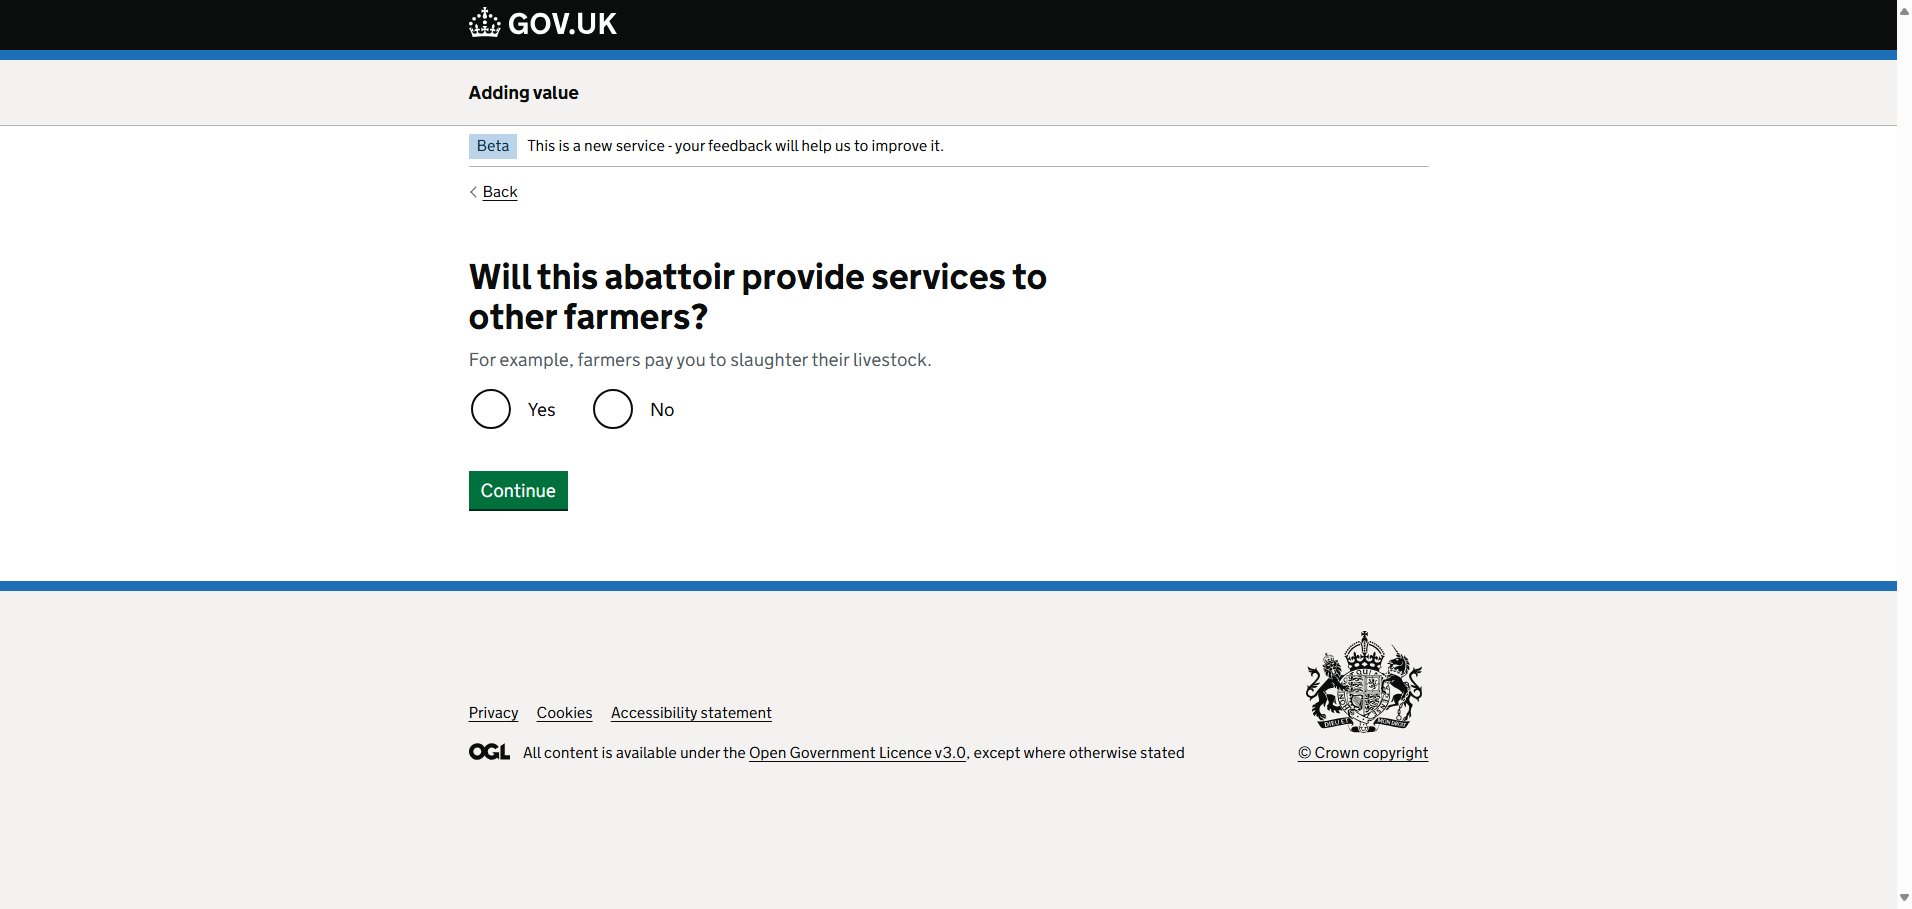 GOV.UK
Adding value
Beta This is a new service - your feedback will help us to improve it.
Back
Will this abattoir provide services to
other farmers?
For example, farmers pay you to slaughter their livestock.
Yes No
Continue
Privacy Cookies Accessibility statement
OGL All content is available under the Open Government Licence v3.0, except where otherwise stated
© Crown copyright